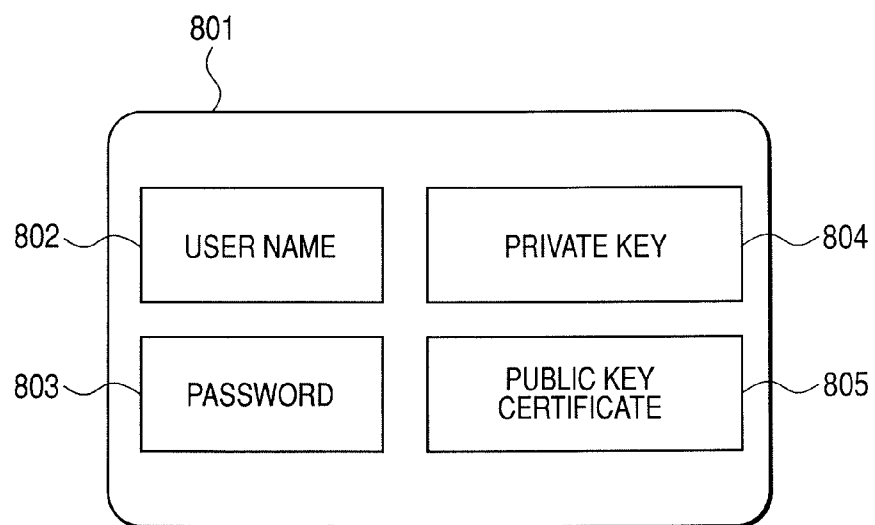 801
802
USER NAME
PRIVATE KEY
804
803
PASSWORD
PUBLIC KEY
CERTIFICATE
805